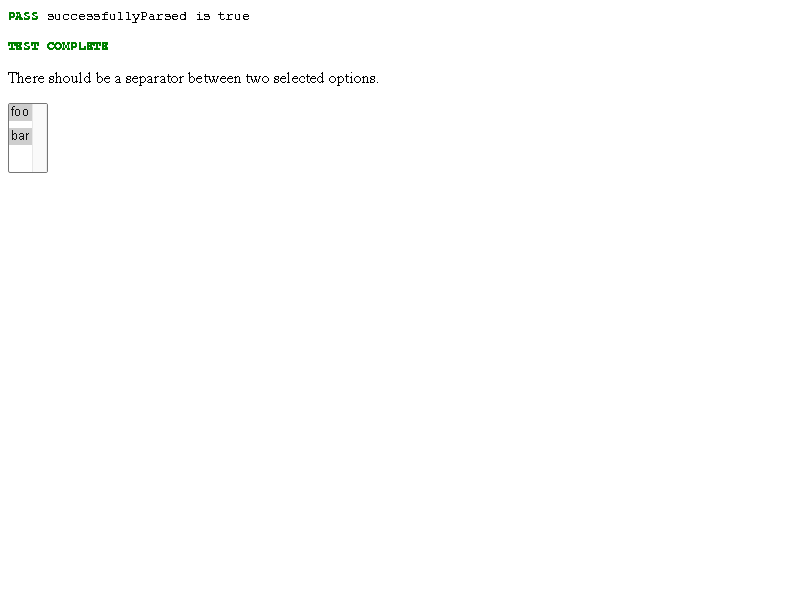 PASS successfullyParsed is true
TEST COMPLETE
There should be a separator between two selected options.
foo
bar